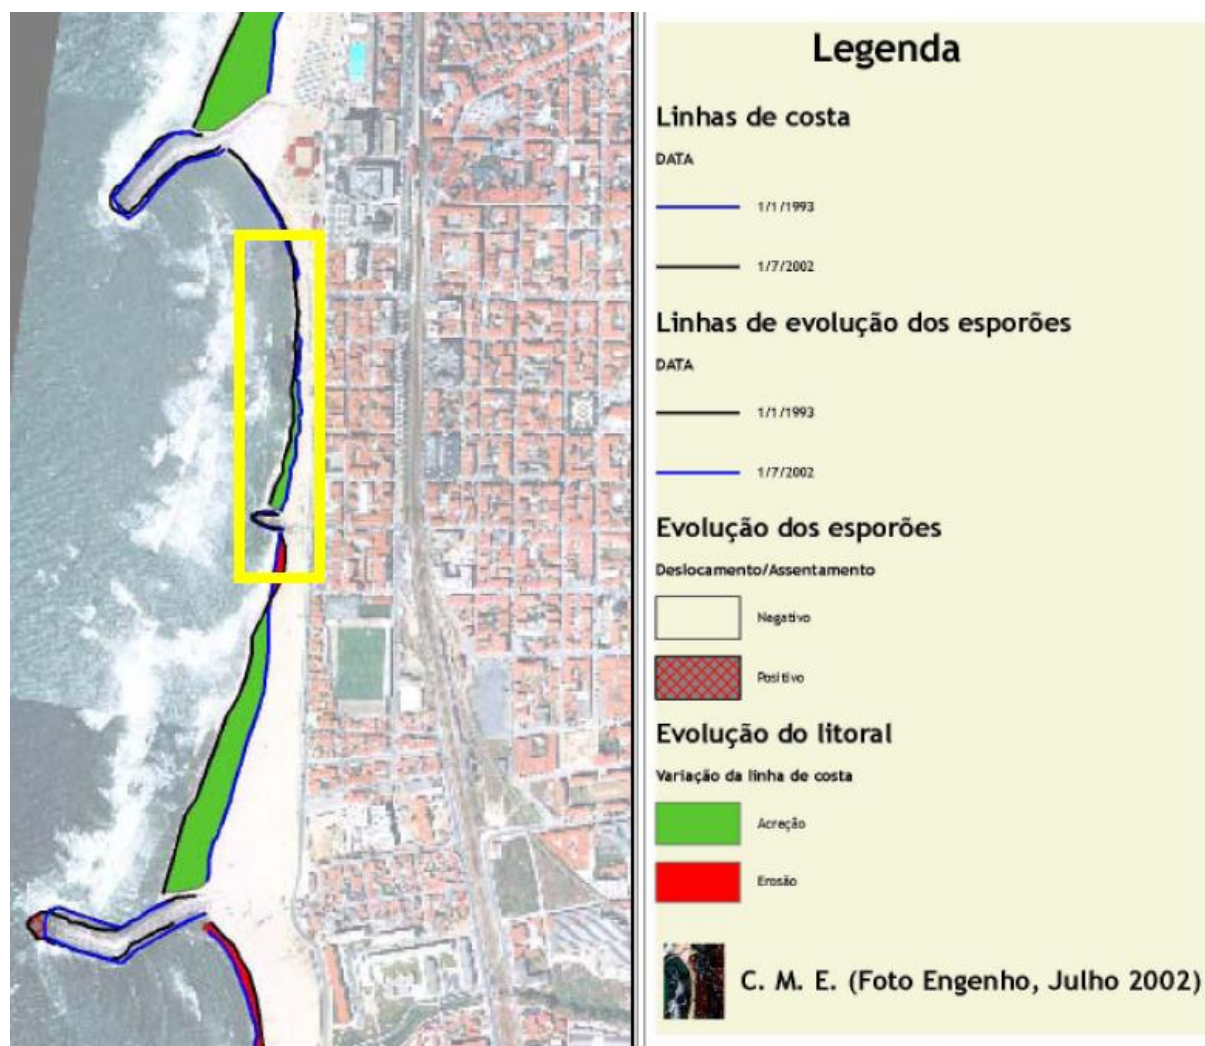 Legenda
Linhas de costa
DATA
1/1/1993
1/7/2002
Linhas de evolução dos esporões
DATA
1/1/1993
1/7/2002
Evolução dos esporões
Deslocamento/Assentamento
Negativo
Positivo
Evolução do litoral
Variação da linha de costa
Acreção
Erosão
C. M. E. (Foto Engenho, Julho 2002)